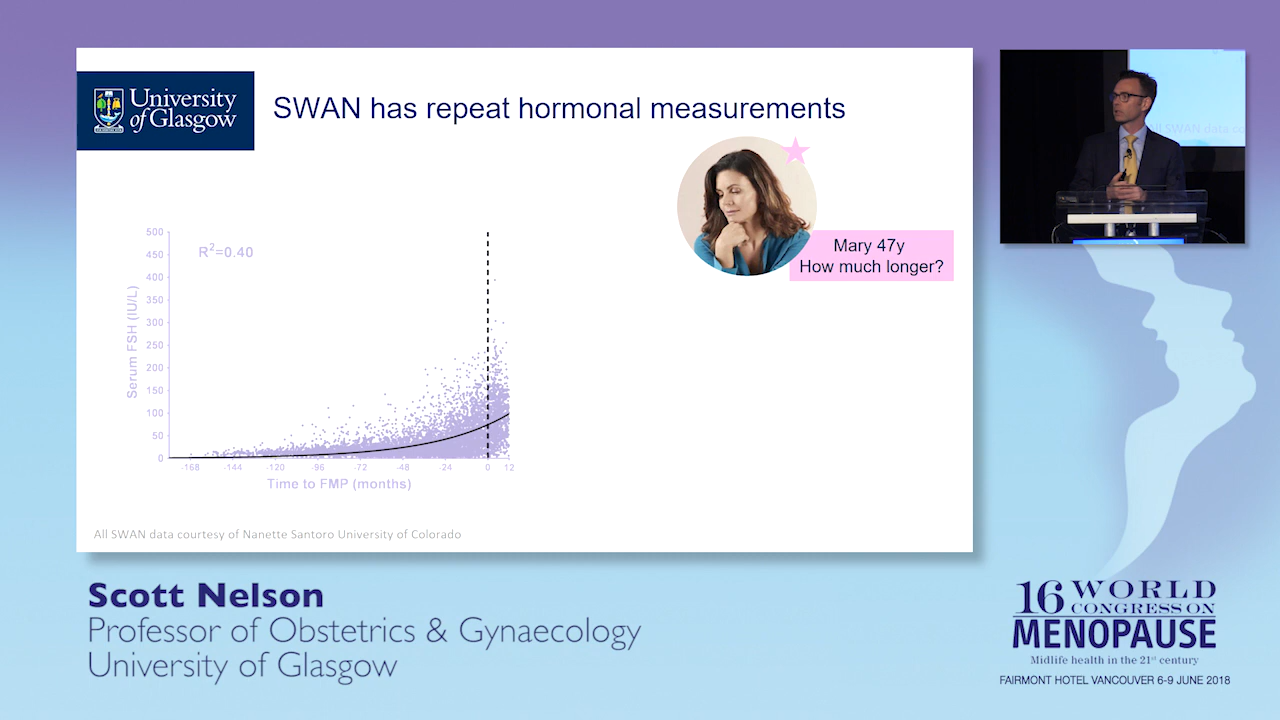 University
of Glasgow
SWAN has repeat hormonal measurements
Mary 47y
How much longer?
R²=0.40
Serum FSH (IU/L)
500
450
400
350
300
250
200
150
100
50
0
-168 -144 -120 -96 -72 -48 -24 0 12
Time to FMP (months)
All SWAN data courtesy of Nanette Santoro University of Colorado
All SWAN data co
Scott Nelson
Professor of Obstetrics & Gynaecology
University of Glasgow
16 WORLD
CONGRESS ON
MENOPAUSE
Midlife health in the 21st century
FAIRMONT HOTEL VANCOUVER 6-9 JUNE 2018